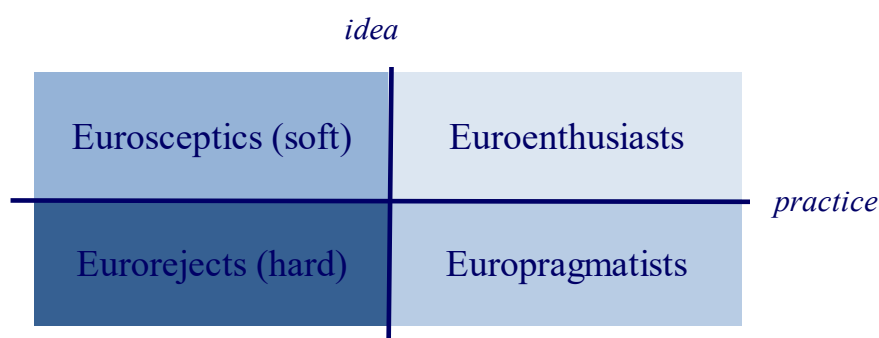 idea
Eurosceptics (soft)
Euroenthusiasts
practice
Eurorejects (hard)
Europragmatists